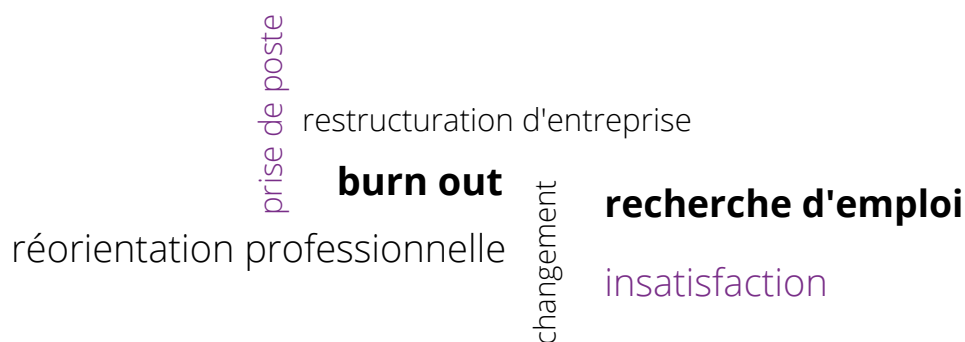 prise de poste
restructuration d'entreprise
burn out
recherche d'emploi
réorientation professionnelle
changement
insatisfaction